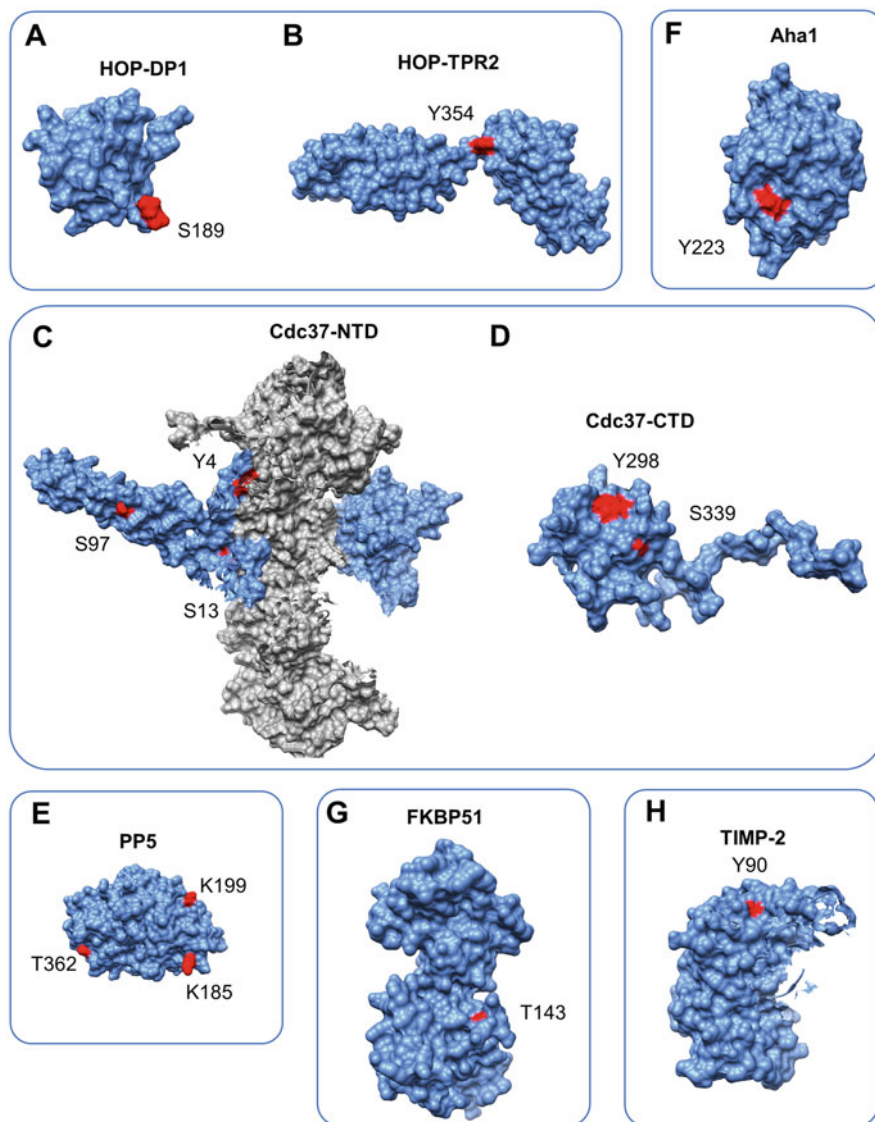 A
HOP-DP1
S189
B
HOP-TPR2
Y354
F
Aha1
Y223
C
Cdc37-NTD
Y4
S97
S13
D
Cdc37-CTD
Y298
S339
E
PP5
K199
T362
K185
G
FKBP51
T143
H
TIMP-2
Y90